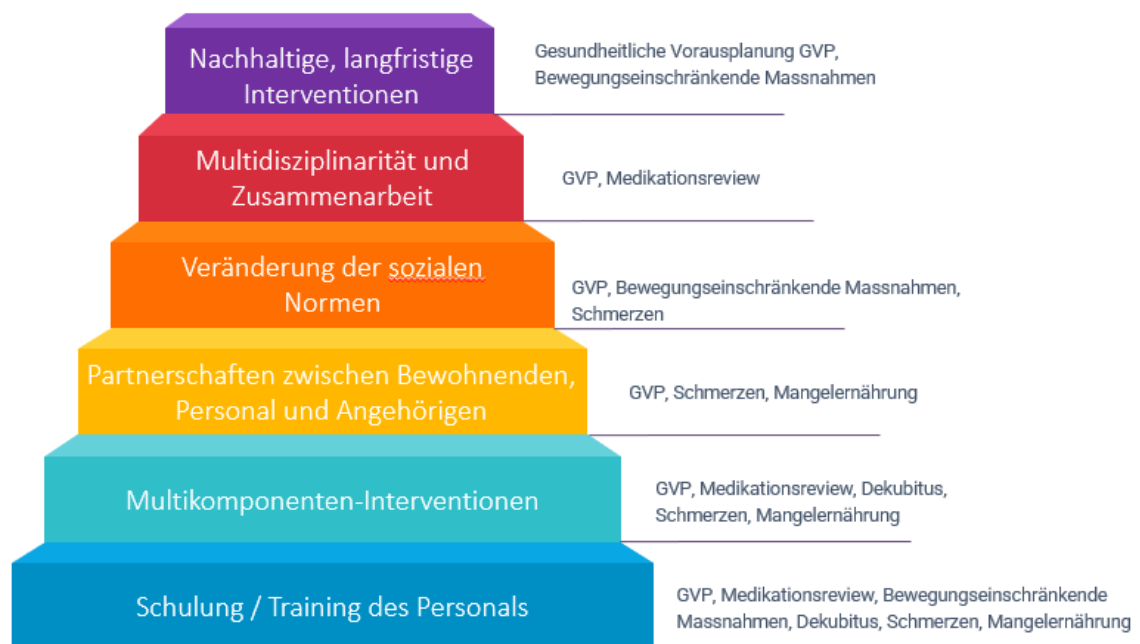 Nachhaltige, langfristige
Interventionen
Gesundheitliche Vorausplanung GVP,
Bewegungseinschränkende Massnahmen
Multidisziplinarität und
Zusammenarbeit
GVP, Medikationsreview
Veränderung der sozialen
Normen
GVP, Bewegungseinschränkende Massnahmen,
Schmerzen
Partnerschaften zwischen Bewohnenden,
Personal und Angehörigen
GVP, Schmerzen, Mangelernährung
Multikomponenten-Interventionen
GVP, Medikationsreview, Dekubitus,
Schmerzen, Mangelernährung
Schulung / Training des Personals
GVP, Medikationsreview, Bewegungseinschränkende
Massnahmen, Dekubitus, Schmerzen, Mangelernährung